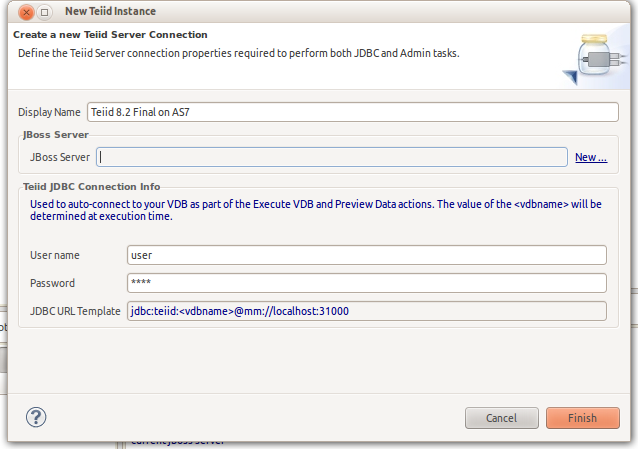 New Teiid Instance
Create a new Teiid Server Connection
Define the Teiid Server connection properties required to perform both JDBC and Admin tasks.
Display Name Teiid 8.2 Final on AS7
JBoss Server
JBoss Server New ...
Teiid JDBC Connection Info
Used to auto-connect to your VDB as part of the Execute VDB and Preview Data actions. The value of the <vdbname> will be
determined at execution time.
User name user
Password ****
JDBC URL Template jdbc:teiid:<vdbname>@mm://localhost:31000
ot
? Cancel Finish
current JBoss server